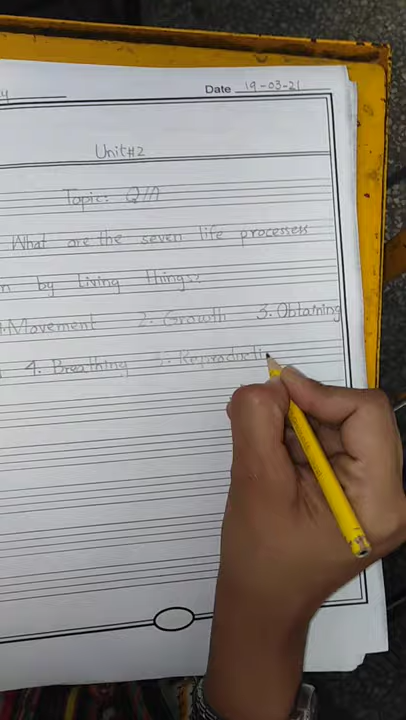 Date 19-03-21
Unit#2
Topic: Q/A
What are the seven life processes
by Living things?
1.Movement 2. Growth 3. Obtaining
4. Breathing 5. Reproducti